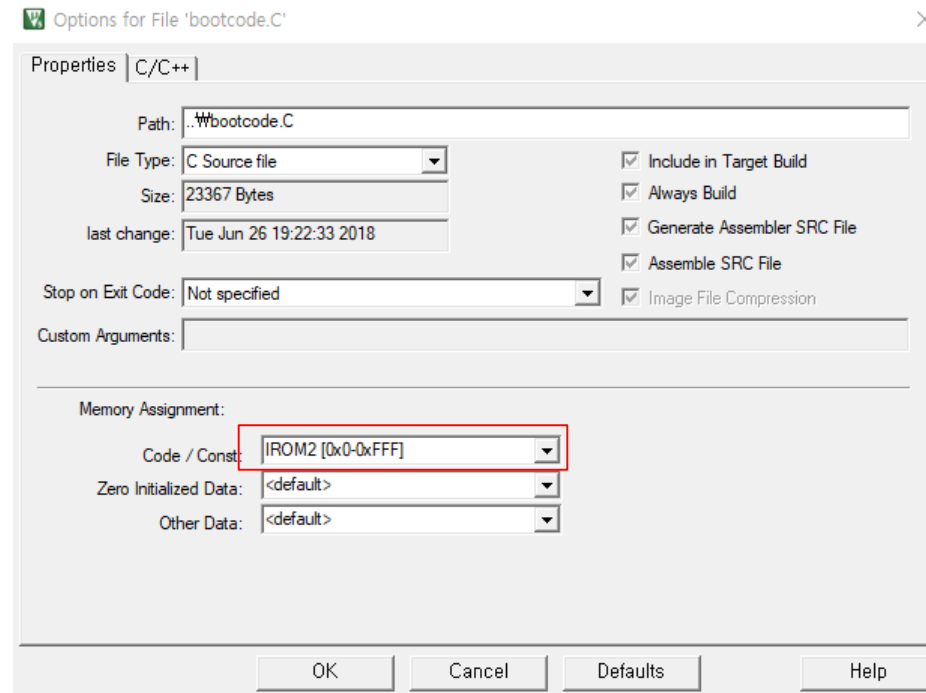 Options for File 'bootcode.C'
Properties C/C++
Path: ..₩bootcode.C
File Type: C Source file
Include in Target Build
Size: 23367 Bytes
Always Build
last change: Tue Jun 26 19:22:33 2018
Generate Assembler SRC File
Assemble SRC File
Stop on Exit Code: Not specified
Image File Compression
Custom Arguments:
Memory Assignment:
Code / Const: IROM2 [0x0-0xFFF]
Zero Initialized Data: <default>
Other Data: <default>
OK Cancel Defaults Help